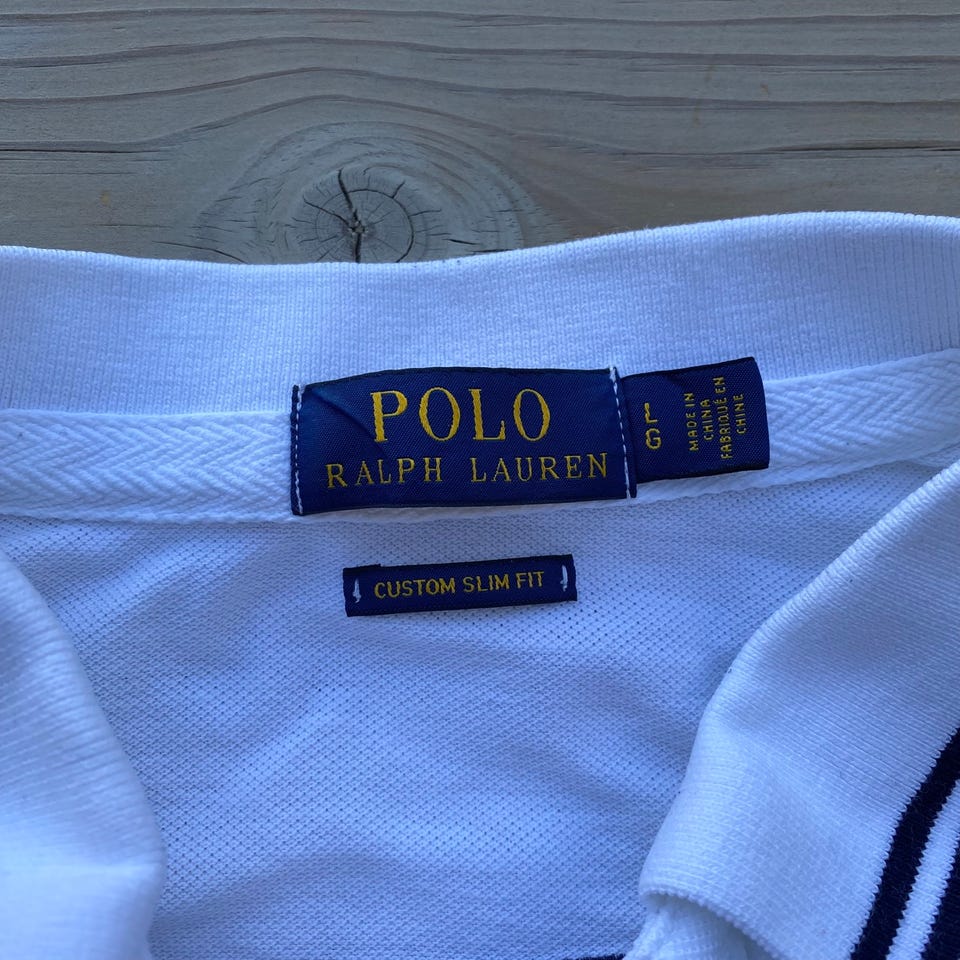 POLO
RALPH LAUREN
L
G
MADE IN
CHINA
FABRIQUÉ EN
CHINE
CUSTOM SLIM FIT